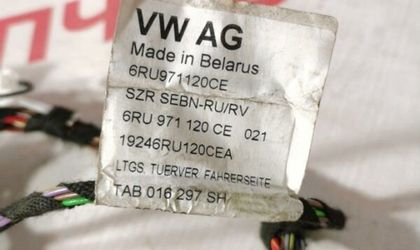 VW AG
Made in Belarus
6RU971120CE
SZR SEBN-RU/RV
6RU 971 120 CE 021
19246RU120CEA
LTGS. TUERVER. FAHRERSEITE
TAB 016 297 SH